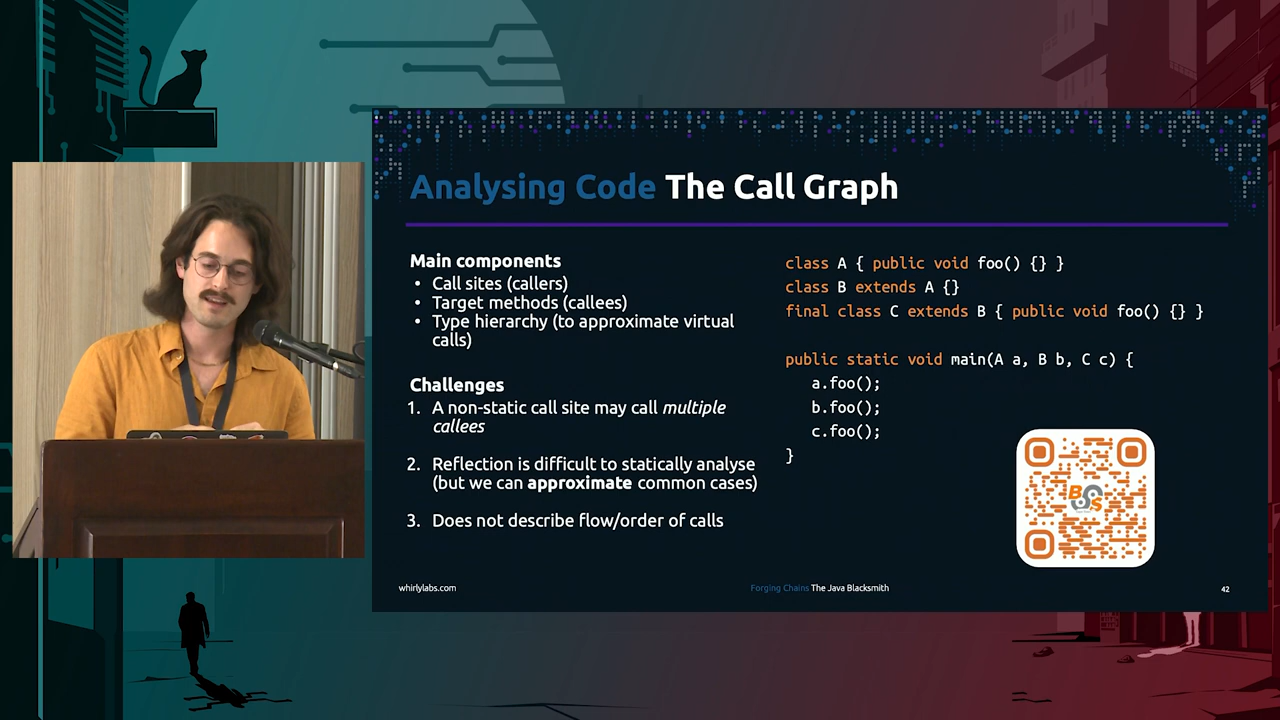 Analysing Code The Call Graph
Main components
• Call sites (callers)
• Target methods (callees)
• Type hierarchy (to approximate virtual
calls)
Challenges
1. A non-static call site may call multiple
callees
2. Reflection is difficult to statically analyse
(but we can approximate common cases)
3. Does not describe flow/order of calls
class A { public void foo() {} }
class B extends A {}
final class C extends B { public void foo() {} }
public static void main(A a, B b, C c) {
a.foo();
b.foo();
c.foo();
}
whirlylabs.com
Forging Chains The Java Blacksmith
42